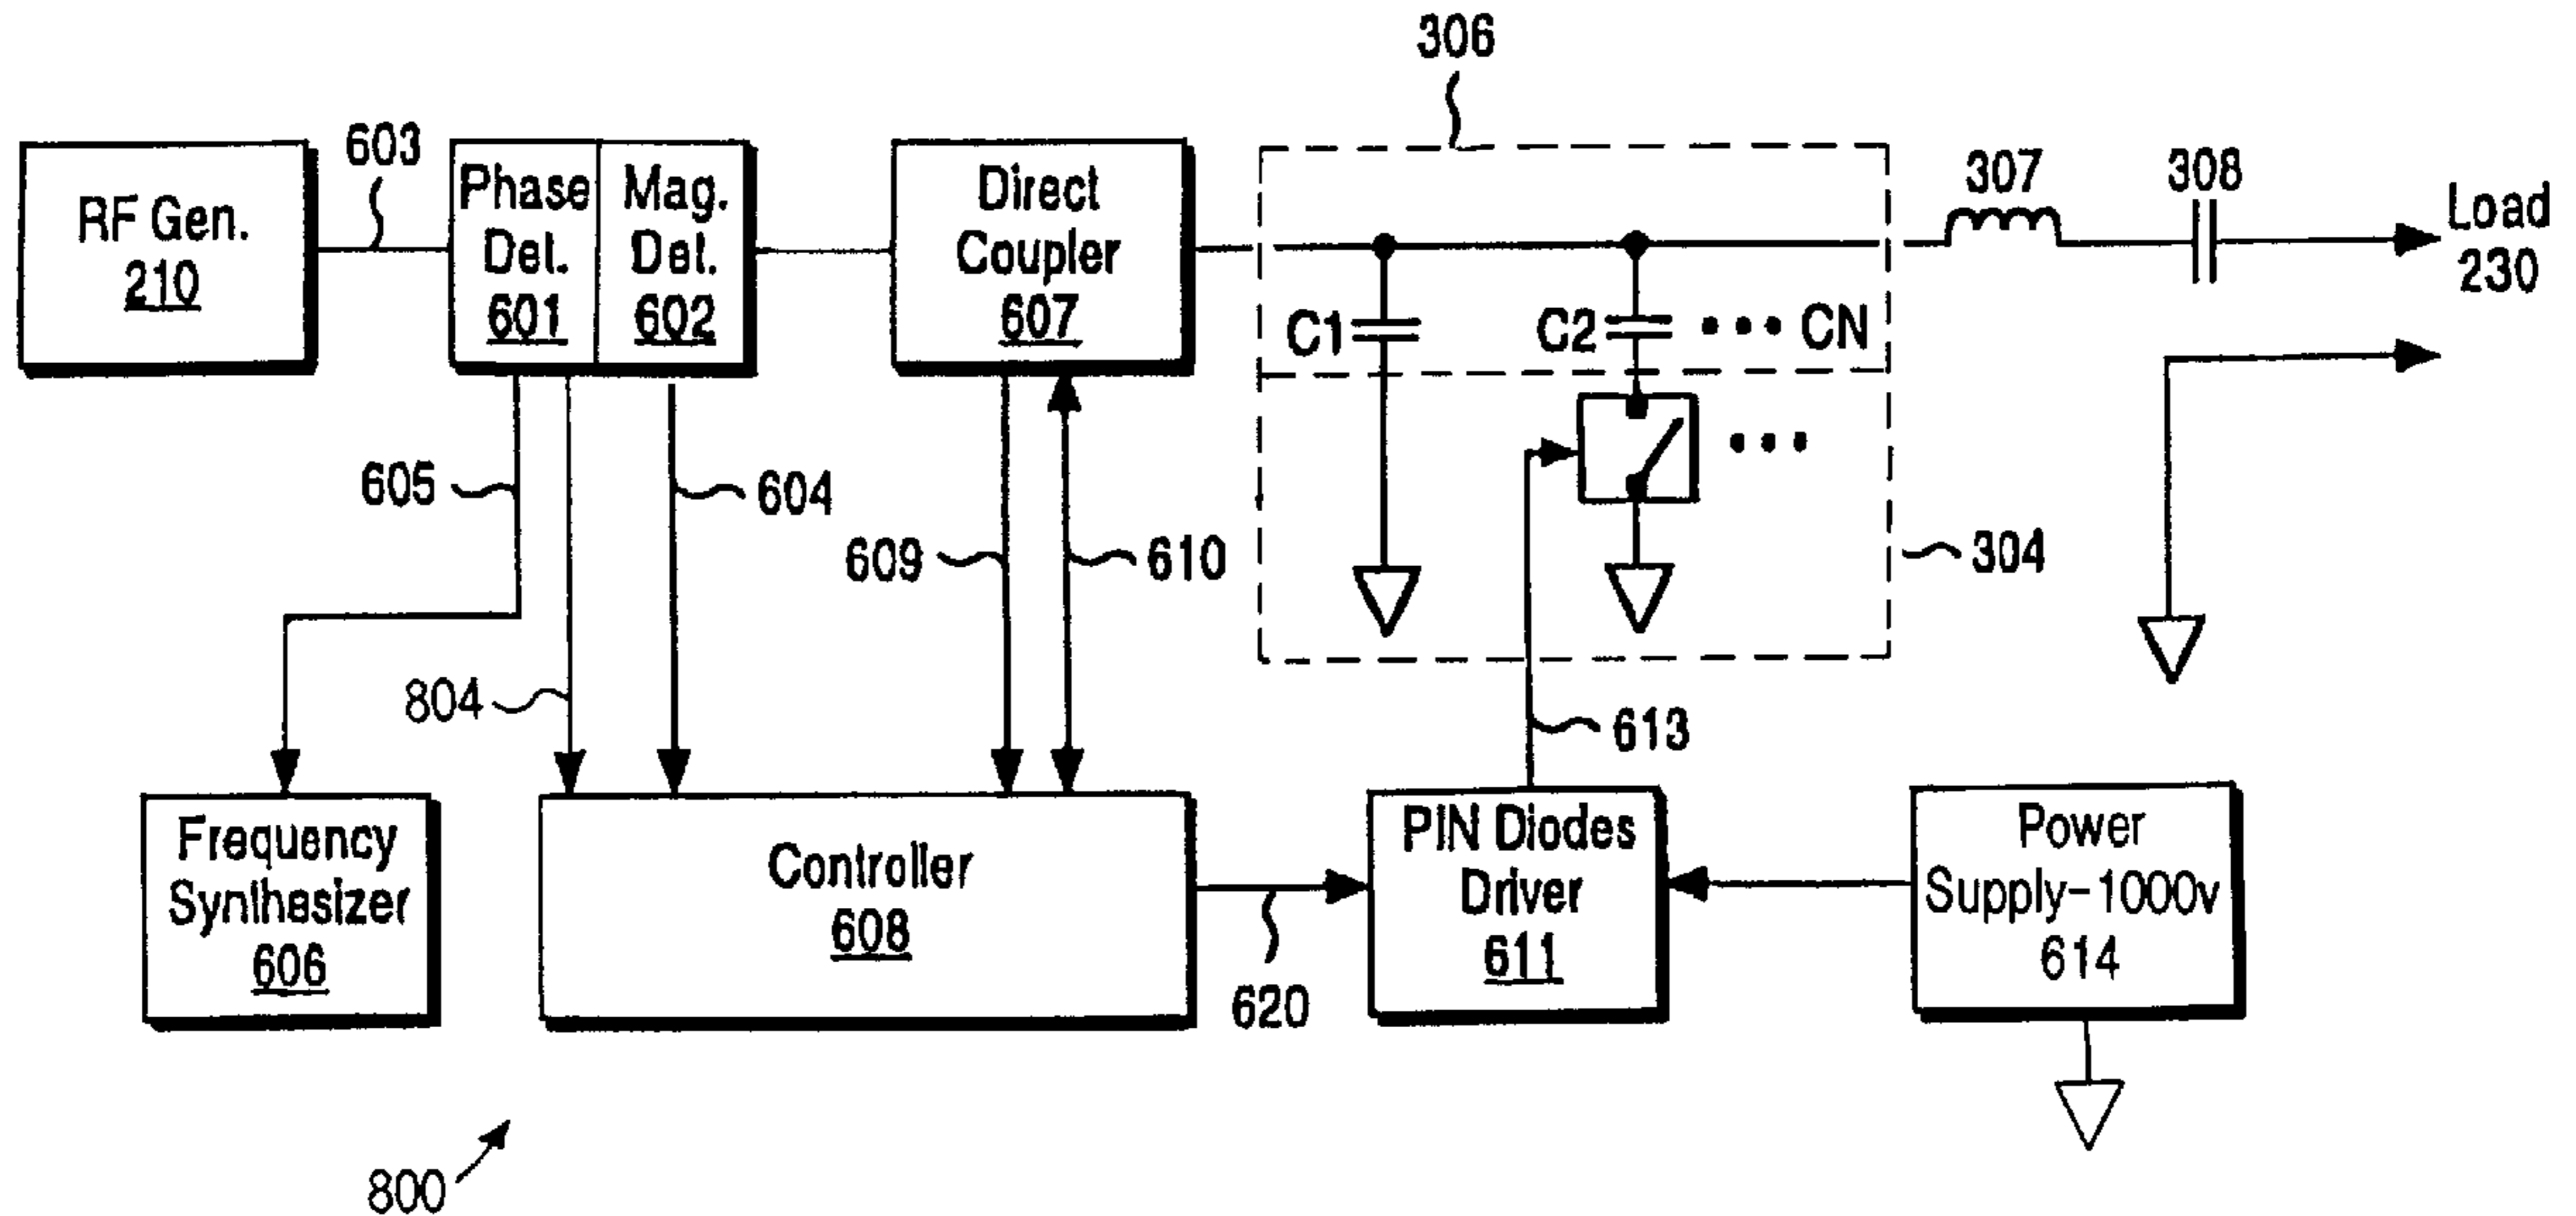 306
603
RF Gen.
210
Phase
Det.
601
Mag.
Det.
602
Direct
Coupler
607
307
308
Load
230
C1
C2
••• CN
•••
605
604
609
610
304
804
613
Frequency
Synthesizer
606
Controller
608
620
PIN Diodes
Driver
611
Power
Supply-1000v
614
800